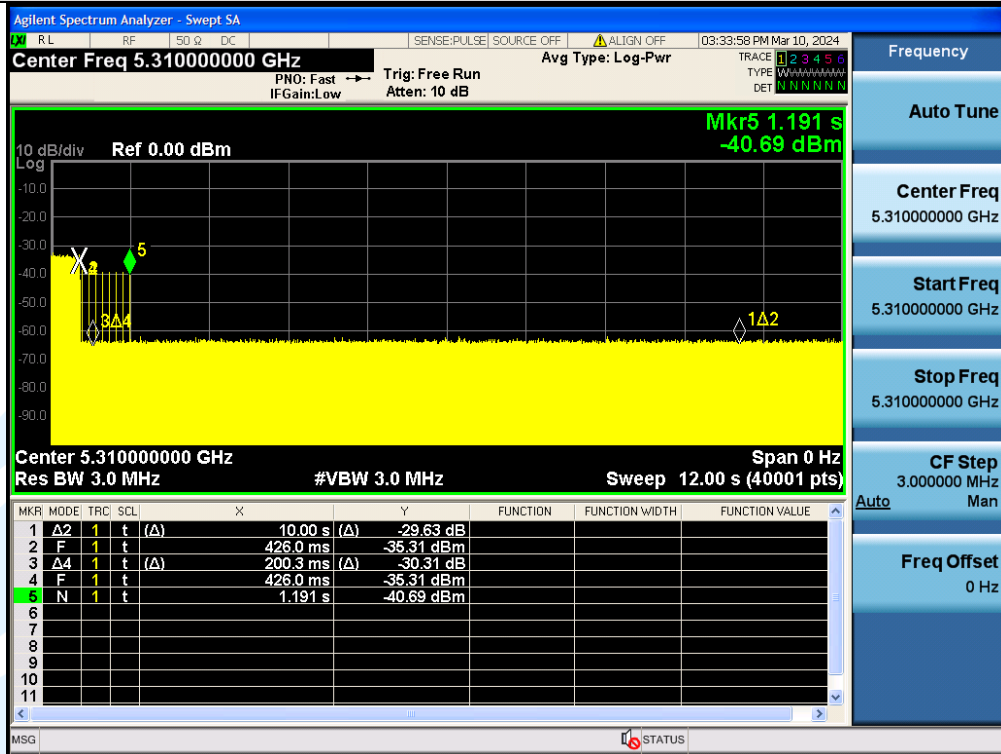 Agilent Spectrum Analyzer - Swept SA
LXI RL RF 50 Ω DC SENSE:PULSE SOURCE OFF ALIGN OFF 03:33:58 PM Mar 10, 2024
Center Freq 5.310000000 GHz Avg Type: Log-Pwr TRACE 1 2 3 4 5 6
PNO: Fast Trig: Free Run TYPE WWWWWW
IFGain:Low Atten: 10 dB DET N N N N N N
Mkr5 1.191 s
-40.69 dBm
10 dB/div Ref 0.00 dBm
Log
-10.0
-20.0
-30.0
5
2
-40.0
-50.0
3Δ4 1Δ2
-60.0
-70.0
-80.0
-90.0
Center 5.310000000 GHz Span 0 Hz
Res BW 3.0 MHz #VBW 3.0 MHz Sweep 12.00 s (40001 pts)
MKR MODE TRC SCL X Y FUNCTION FUNCTION WIDTH FUNCTION VALUE
1 Δ2 1 t (Δ) 10.00 s (Δ) -29.63 dB
2 F 1 t 426.0 ms -35.31 dBm
3 Δ4 1 t (Δ) 200.3 ms (Δ) -30.31 dB
4 F 1 t 426.0 ms -35.31 dBm
5 N 1 t 1.191 s -40.69 dBm
6
7
8
9
10
11
MSG STATUS
Frequency
Auto Tune
Center Freq
5.310000000 GHz
Start Freq
5.310000000 GHz
Stop Freq
5.310000000 GHz
CF Step
3.000000 MHz
Auto Man
Freq Offset
0 Hz